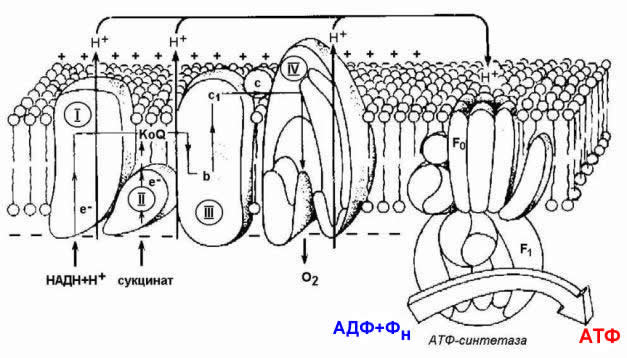 H⁺ H⁺ H⁺ H⁺
+ + + + + + + + + + + + + + +
I IV c
c₁
KoQ F₀
e⁻ b
e⁻ II III
F₁
НАДН+Н⁺ сукцинат O₂
АДФ+Фн АТФ-синтетаза АТФ